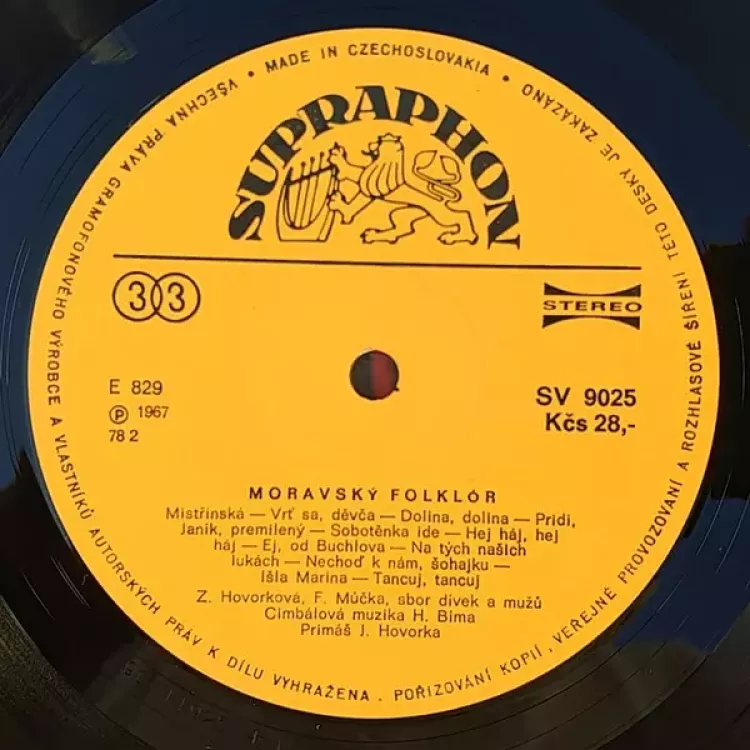 • MADE IN CZECHOSLOVAKIA •
SUPRAPHON
33
STEREO
E 829
Ⓟ 1967
78 2
SV 9025
Kčs 28,-
MORAVSKÝ FOLKLÓR
Mistřinská — Vrť sa, děvča — Dolina, dolina — Pridi,
Janík, premilený — Sobotěnka ide — Hej háj, hej
háj — Ej, od Buchlova — Na tých našich
lukách — Nechoď k nám, šohajku —
Išla Marina — Tancuj, tancuj
Z. Hovorková, F. Múčka, sbor dívek a mužů
Cimbálová muzika H. Bíma
Primáš J. Hovorka
VŠECHNA PRÁVA GRAMOFONOVÉHO VÝROBCE A VLASTNÍKŮ AUTORSKÝCH PRÁV K DÍLU VYHRAŽENA. POŘIZOVÁNÍ KOPIÍ, VEŘEJNÉ PROVOZOVÁNÍ A ROZHLASOVÉ ŠÍŘENÍ TÉTO DESKY JE ZAKÁZÁNO